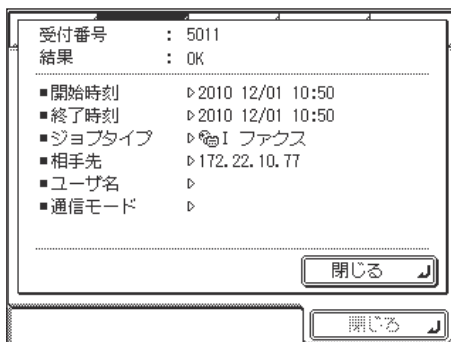 受付番号 : 5011
結果 : OK
■開始時刻 ▷2010 12/01 10:50
■終了時刻 ▷2010 12/01 10:50
■ジョブタイプ ▷I ファクス
■相手先 ▷172.22.10.77
■ユーザ名 ▷
■通信モード ▷
閉じる
閉じる